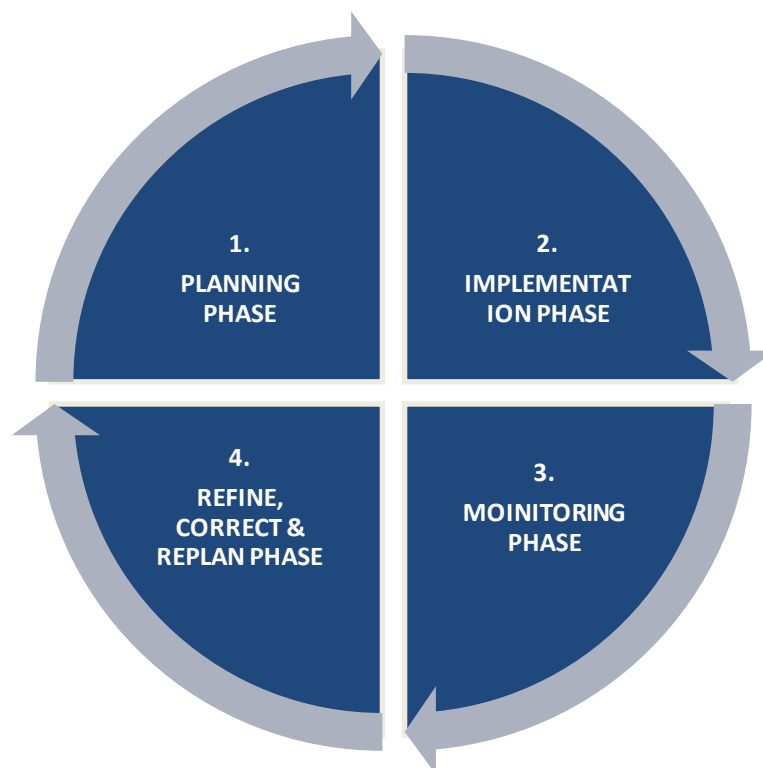 1.
PLANNING
PHASE
2.
IMPLEMENTAT
ION PHASE
3.
MOINITORING
PHASE
4.
REFINE,
CORRECT &
REPLAN PHASE